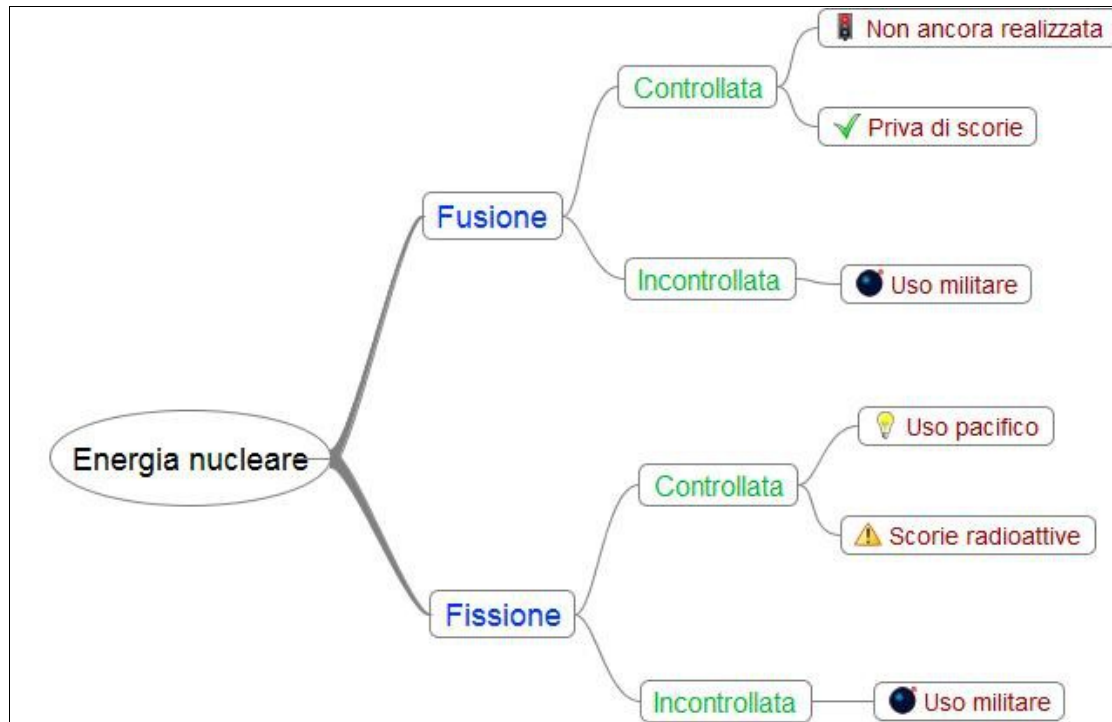 Energia nucleare
Fusione
Controllata
Non ancora realizzata
Priva di scorie
Incontrollata
Uso militare
Fissione
Controllata
Uso pacifico
Scorie radioattive
Incontrollata
Uso militare